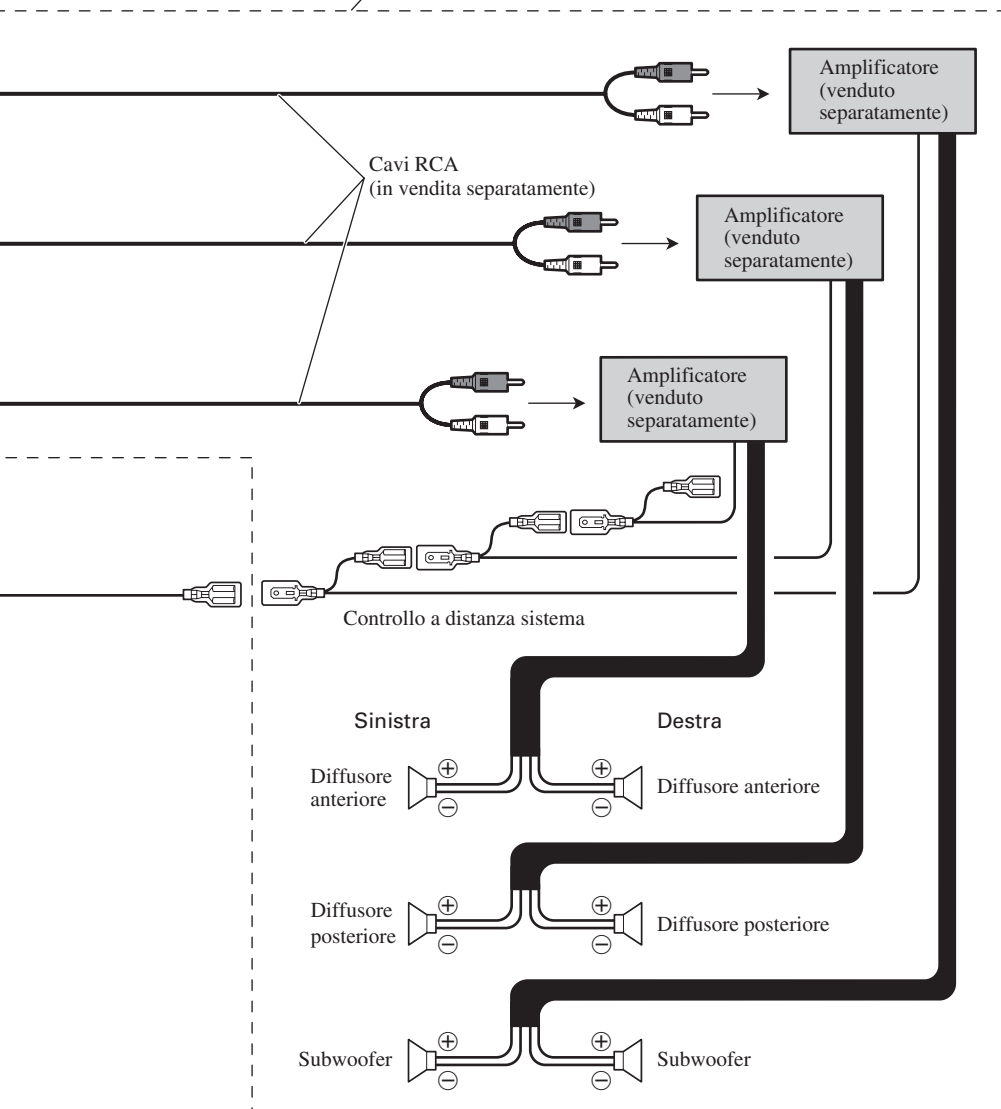 Amplificatore
(venduto
separatamente)
Cavi RCA
(in vendita separatamente)
Amplificatore
(venduto
separatamente)
Amplificatore
(venduto
separatamente)
Controllo a distanza sistema
Sinistra
Destra
Diffusore
anteriore
+
−
+
−
Diffusore anteriore
Diffusore
posteriore
+
−
+
−
Diffusore posteriore
Subwoofer
+
−
+
−
Subwoofer